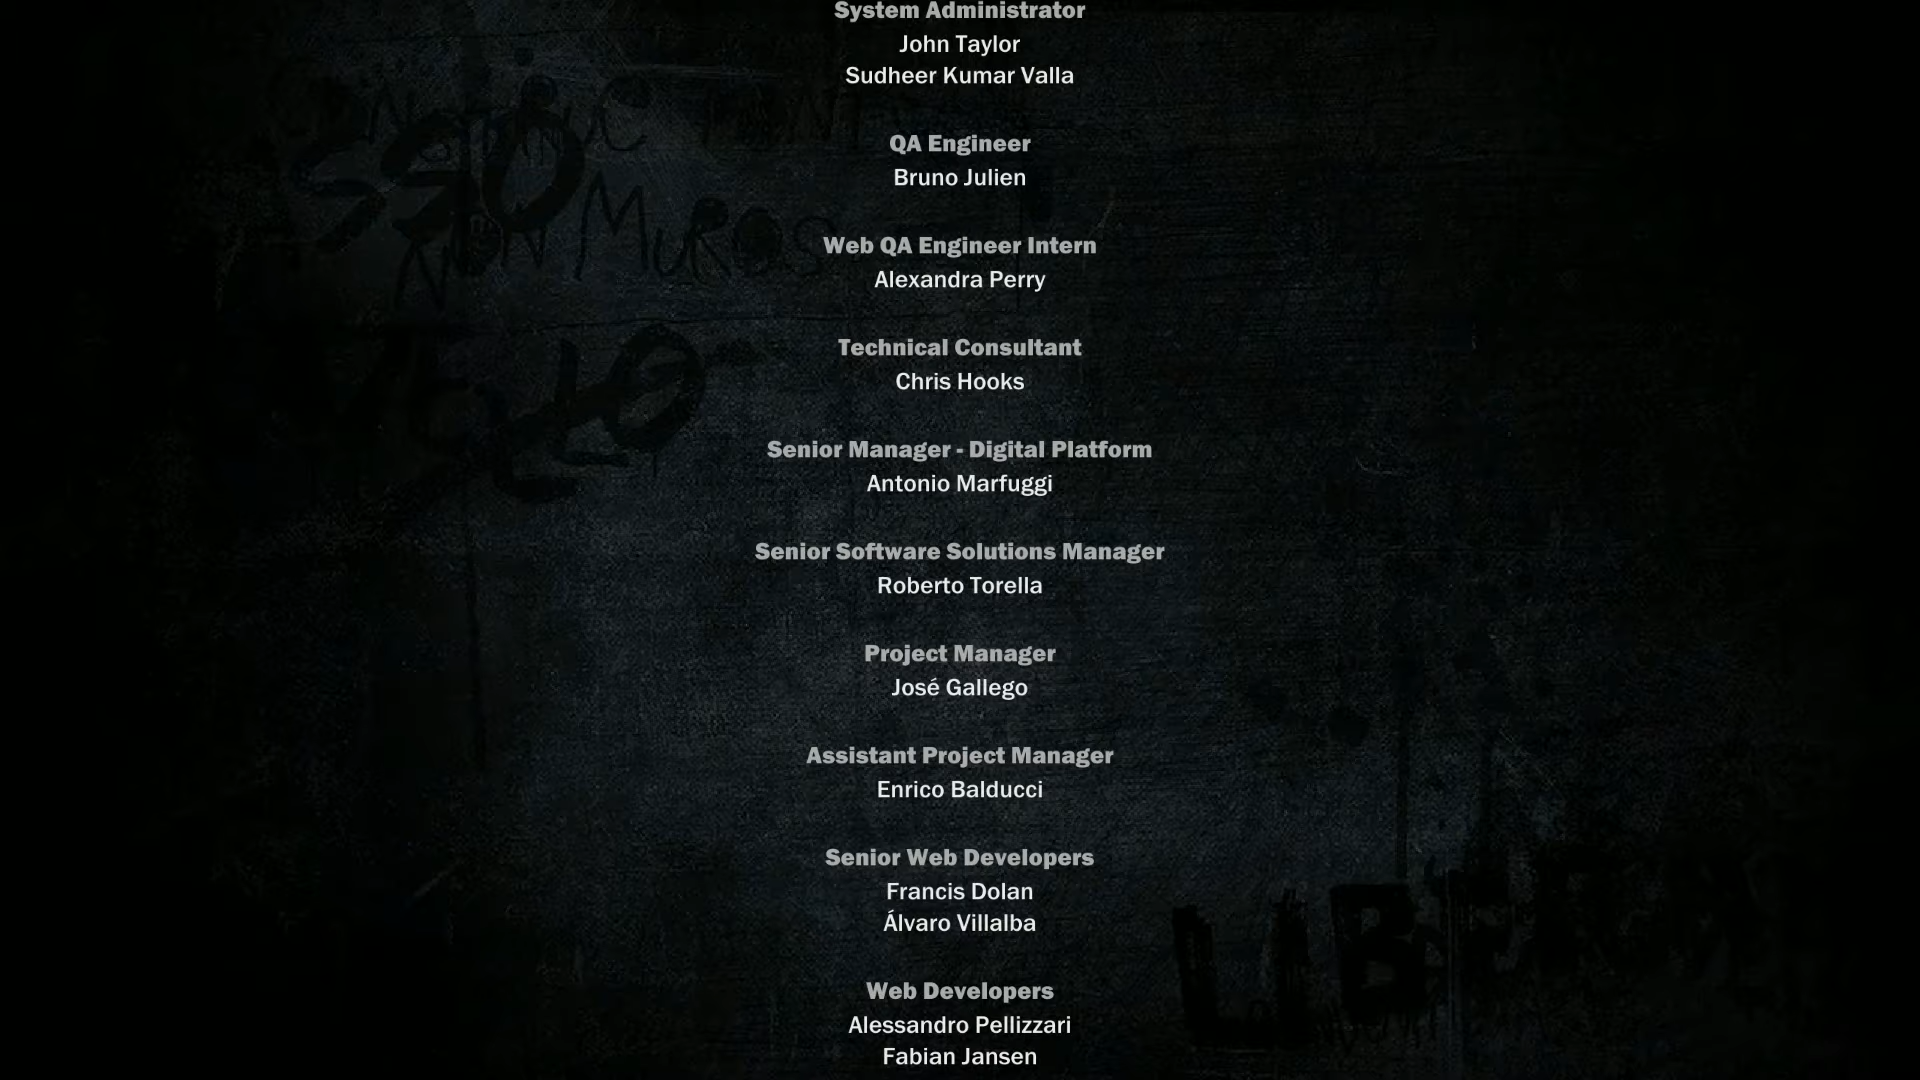 System Administrator
John Taylor
Sudheer Kumar Valla
QA Engineer
Bruno Julien
Web QA Engineer Intern
Alexandra Perry
Technical Consultant
Chris Hooks
Senior Manager - Digital Platform
Antonio Marfuggi
Senior Software Solutions Manager
Roberto Torella
Project Manager
José Gallego
Assistant Project Manager
Enrico Balducci
Senior Web Developers
Francis Dolan
Álvaro Villalba
Web Developers
Alessandro Pellizzari
Fabian Jansen